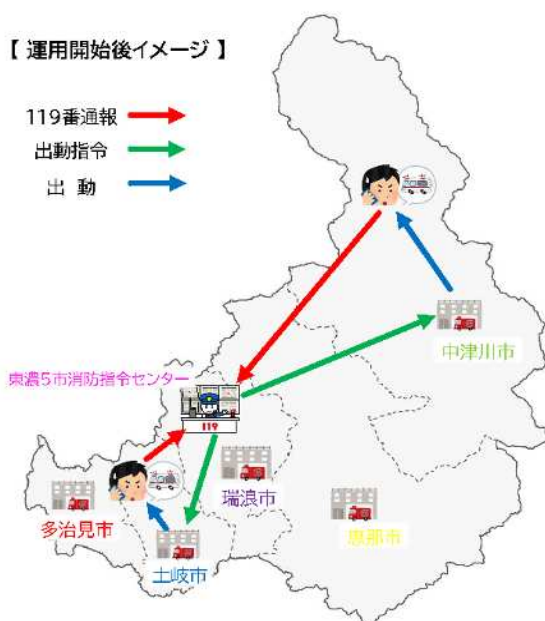 【 運用開始後イメージ 】
119番通報
出動指令
出 動
中津川市
東濃5市消防指令センター
119
瑞浪市
多治見市
恵那市
土岐市